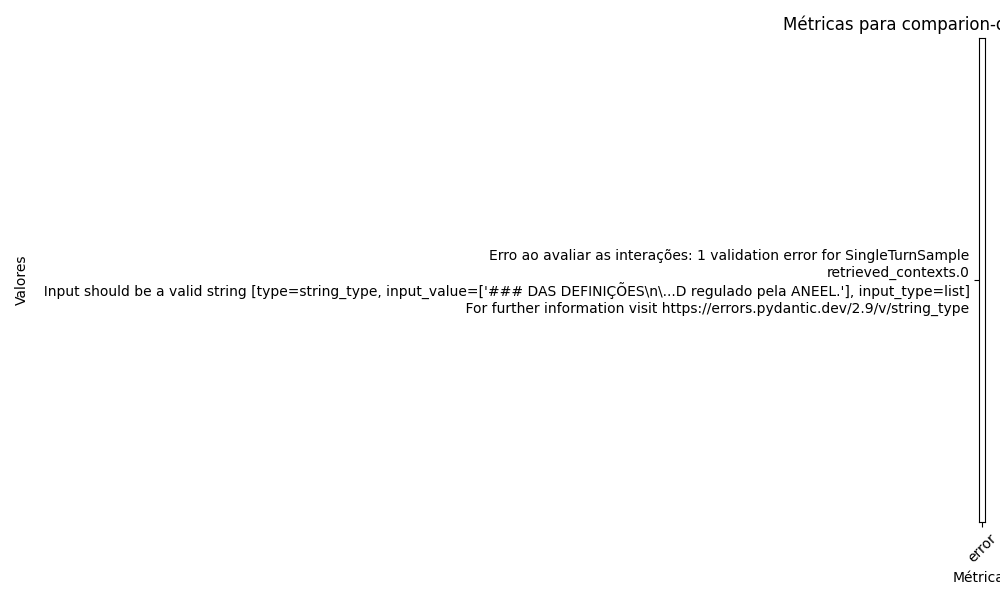 Métricas para comparion-
Valores
Erro ao avaliar as interações: 1 validation error for SingleTurnSample
retrieved_contexts.0
Input should be a valid string [type=string_type, input_value=['### DAS DEFINIÇÕES\n\...D regulado pela ANEEL.'], input_type=list]
For further information visit https://errors.pydantic.dev/2.9/v/string_type
error
Métrica